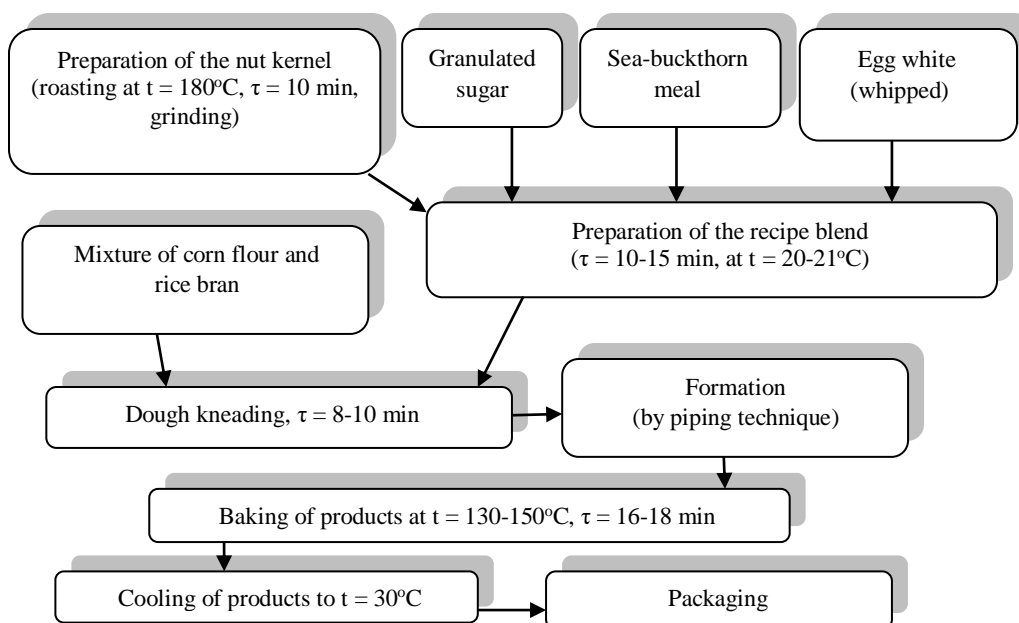 Preparation of the nut kernel
(roasting at t = 180°C, τ = 10 min,
grinding)
Granulated
sugar
Sea-buckthorn
meal
Egg white
(whipped)
Preparation of the recipe blend
(τ = 10-15 min, at t = 20-21°C)
Mixture of corn flour and
rice bran
Dough kneading, τ = 8-10 min
Formation
(by piping technique)
Baking of products at t = 130-150°C, τ = 16-18 min
Cooling of products to t = 30°C
Packaging